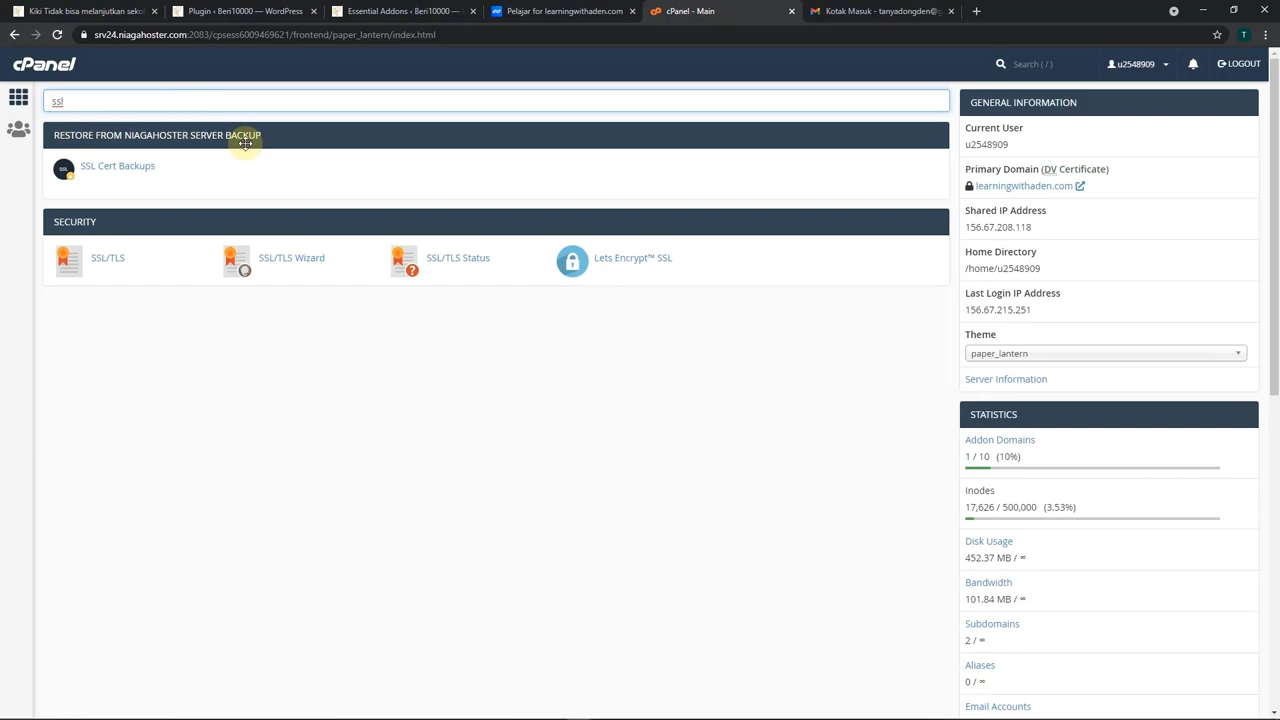 Kiki Tidak bisa melanjutkan sekol
Plugin ‹ Beri10000 — WordPress
Essential Addons ‹ Beri10000 —
Pelajar for learningwithaden.com
cPanel - Main
Kotak Masuk - tanyadongden@g
srv24.niagahoster.com:2083/cpsess6009469621/frontend/paper_lantern/index.html
T
cPanel
Search ( / )
u2548909
LOGOUT
ssl
RESTORE FROM NIAGAHOSTER SERVER BACKUP
SSL
SSL Cert Backups
SECURITY
SSL/TLS
SSL/TLS Wizard
SSL/TLS Status
Lets Encrypt™ SSL
GENERAL INFORMATION
Current User
u2548909
Primary Domain (DV Certificate)
learningwithaden.com
Shared IP Address
156.67.208.118
Home Directory
/home/u2548909
Last Login IP Address
156.67.215.251
Theme
paper_lantern
Server Information
STATISTICS
Addon Domains
1 / 10 (10%)
Inodes
17,626 / 500,000 (3.53%)
Disk Usage
452.37 MB / ∞
Bandwidth
101.84 MB / ∞
Subdomains
2 / ∞
Aliases
0 / ∞
Email Accounts